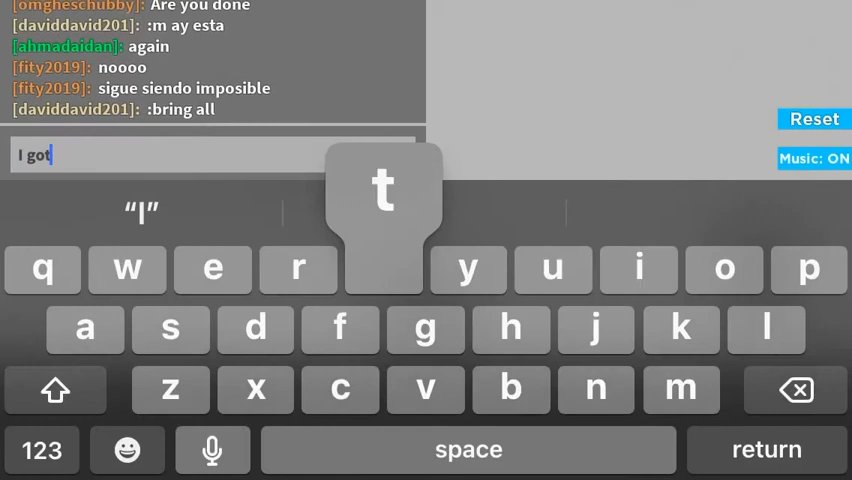 [omgheschubby]: Are you done
[daviddavid201]: :m ay esta
[ahmadaidan]: again
[fity2019]: noooo
[fity2019]: sigue siendo imposible
[daviddavid201]: :bring all
Reset
I got
Music: ON
t
“I”
q w e r y u i o p
a s d f g h j k l
z x c v b n m
123 space return